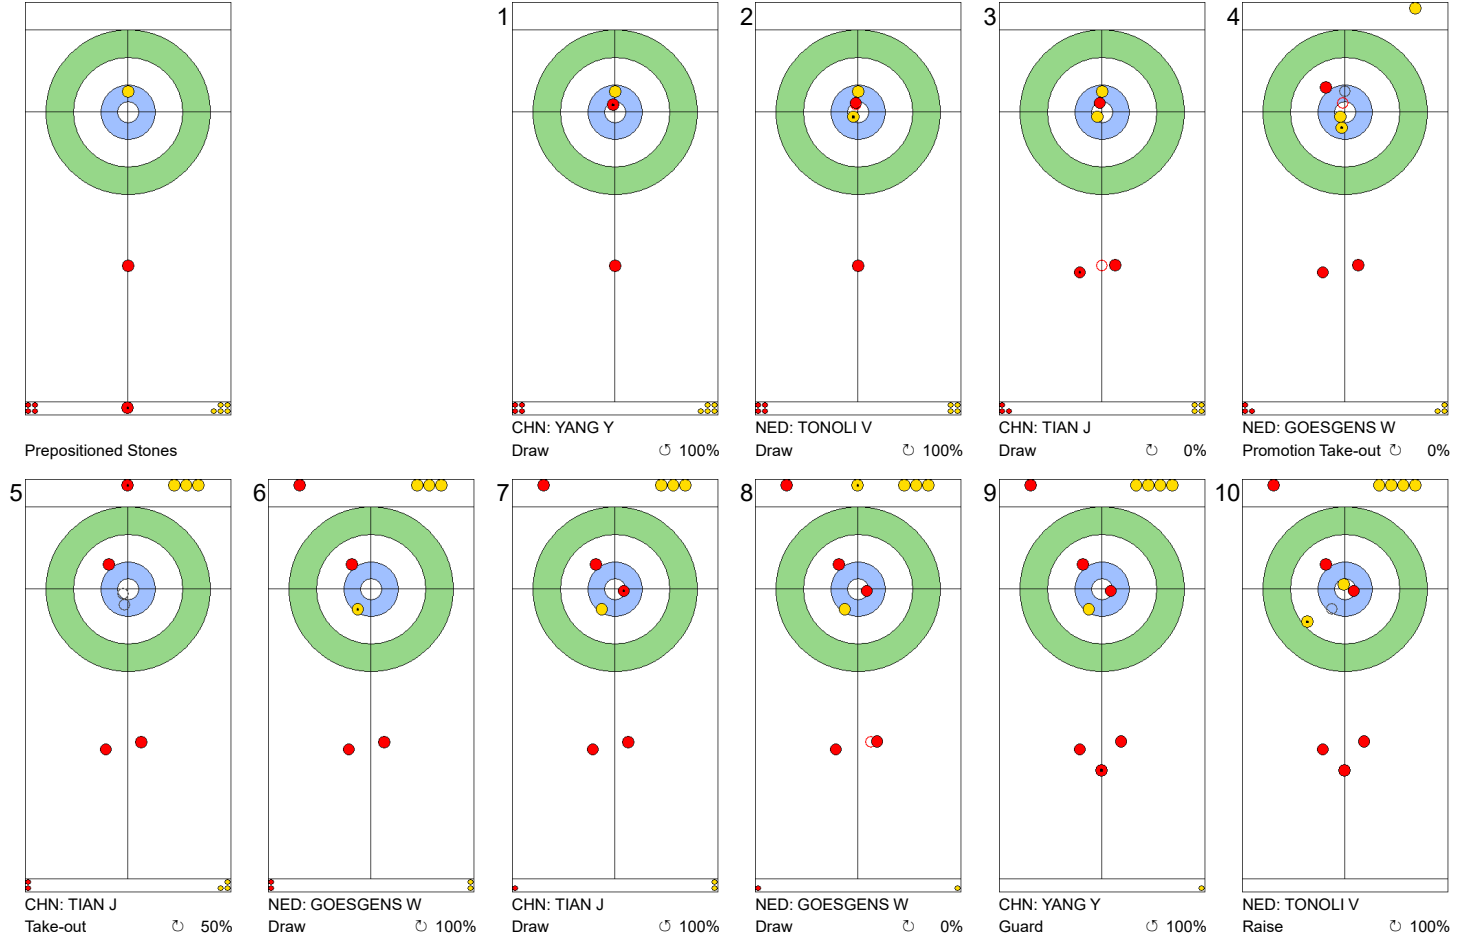 Prepositioned Stones
1
CHN: YANG Y
Draw ↺ 100%
2
NED: TONOLI V
Draw ↻ 100%
3
CHN: TIAN J
Draw ↻ 0%
4
NED: GOESGENS W
Promotion Take-out ↻ 0%
5
CHN: TIAN J
Take-out ↻ 50%
6
NED: GOESGENS W
Draw ↻ 100%
7
CHN: TIAN J
Draw ↻ 100%
8
NED: GOESGENS W
Draw ↻ 0%
9
CHN: YANG Y
Guard ↻ 100%
10
NED: TONOLI V
Raise ↻ 100%